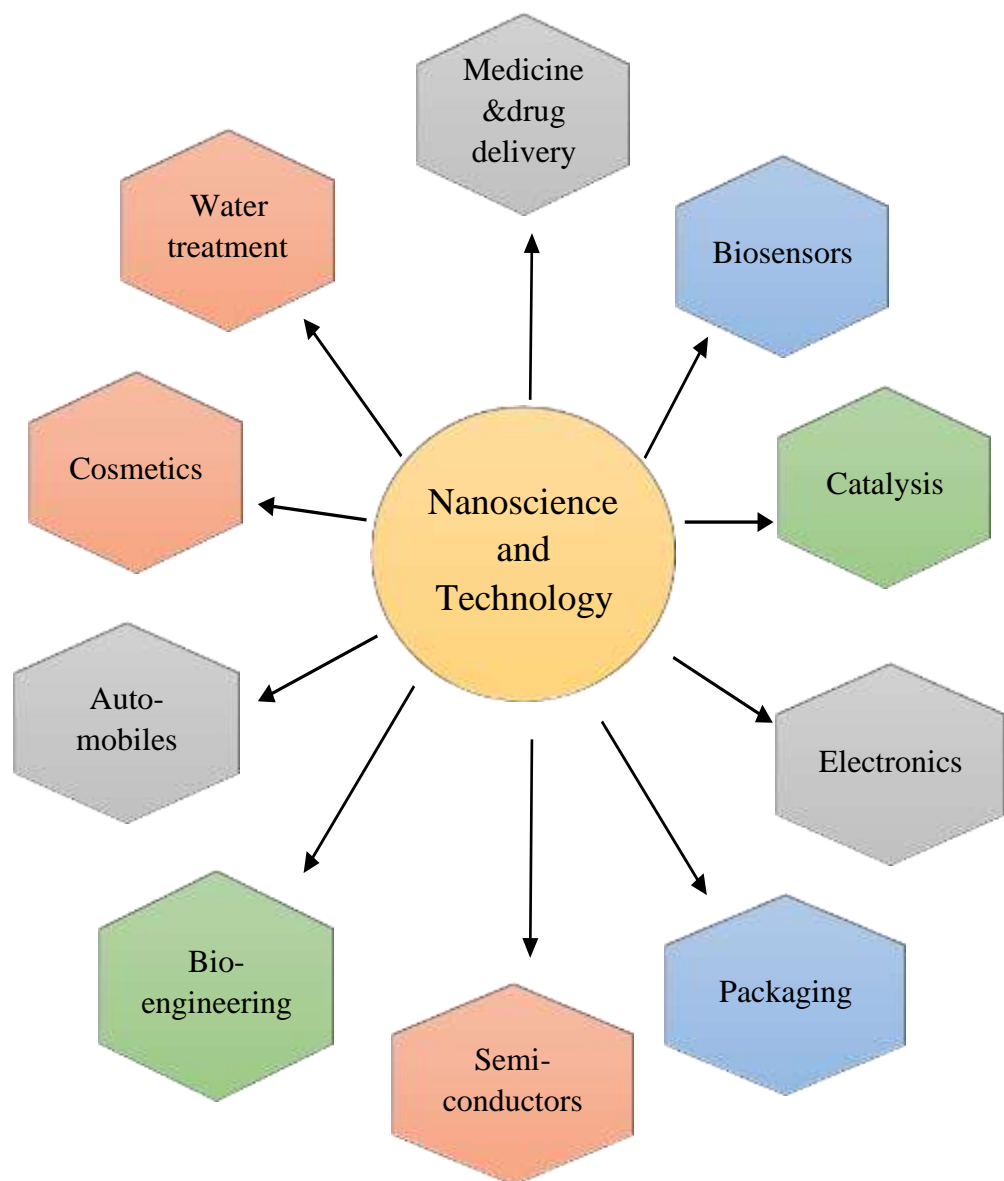 Medicine
&drug
delivery
Water
treatment
Biosensors
Cosmetics
Nanoscience
and
Technology
Catalysis
Auto-
mobiles
Electronics
Bio-
engineering
Packaging
Semi-
conductors